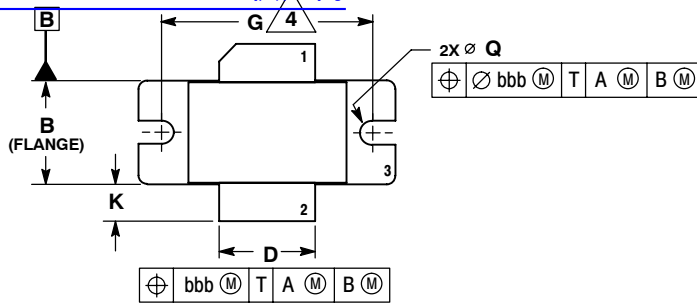 B
G 4
1
2X ⌀ Q
⌖ ⌀ bbb Ⓜ T A Ⓜ B Ⓜ
B
(FLANGE)
3
K
2
D
⌖ bbb Ⓜ T A Ⓜ B Ⓜ